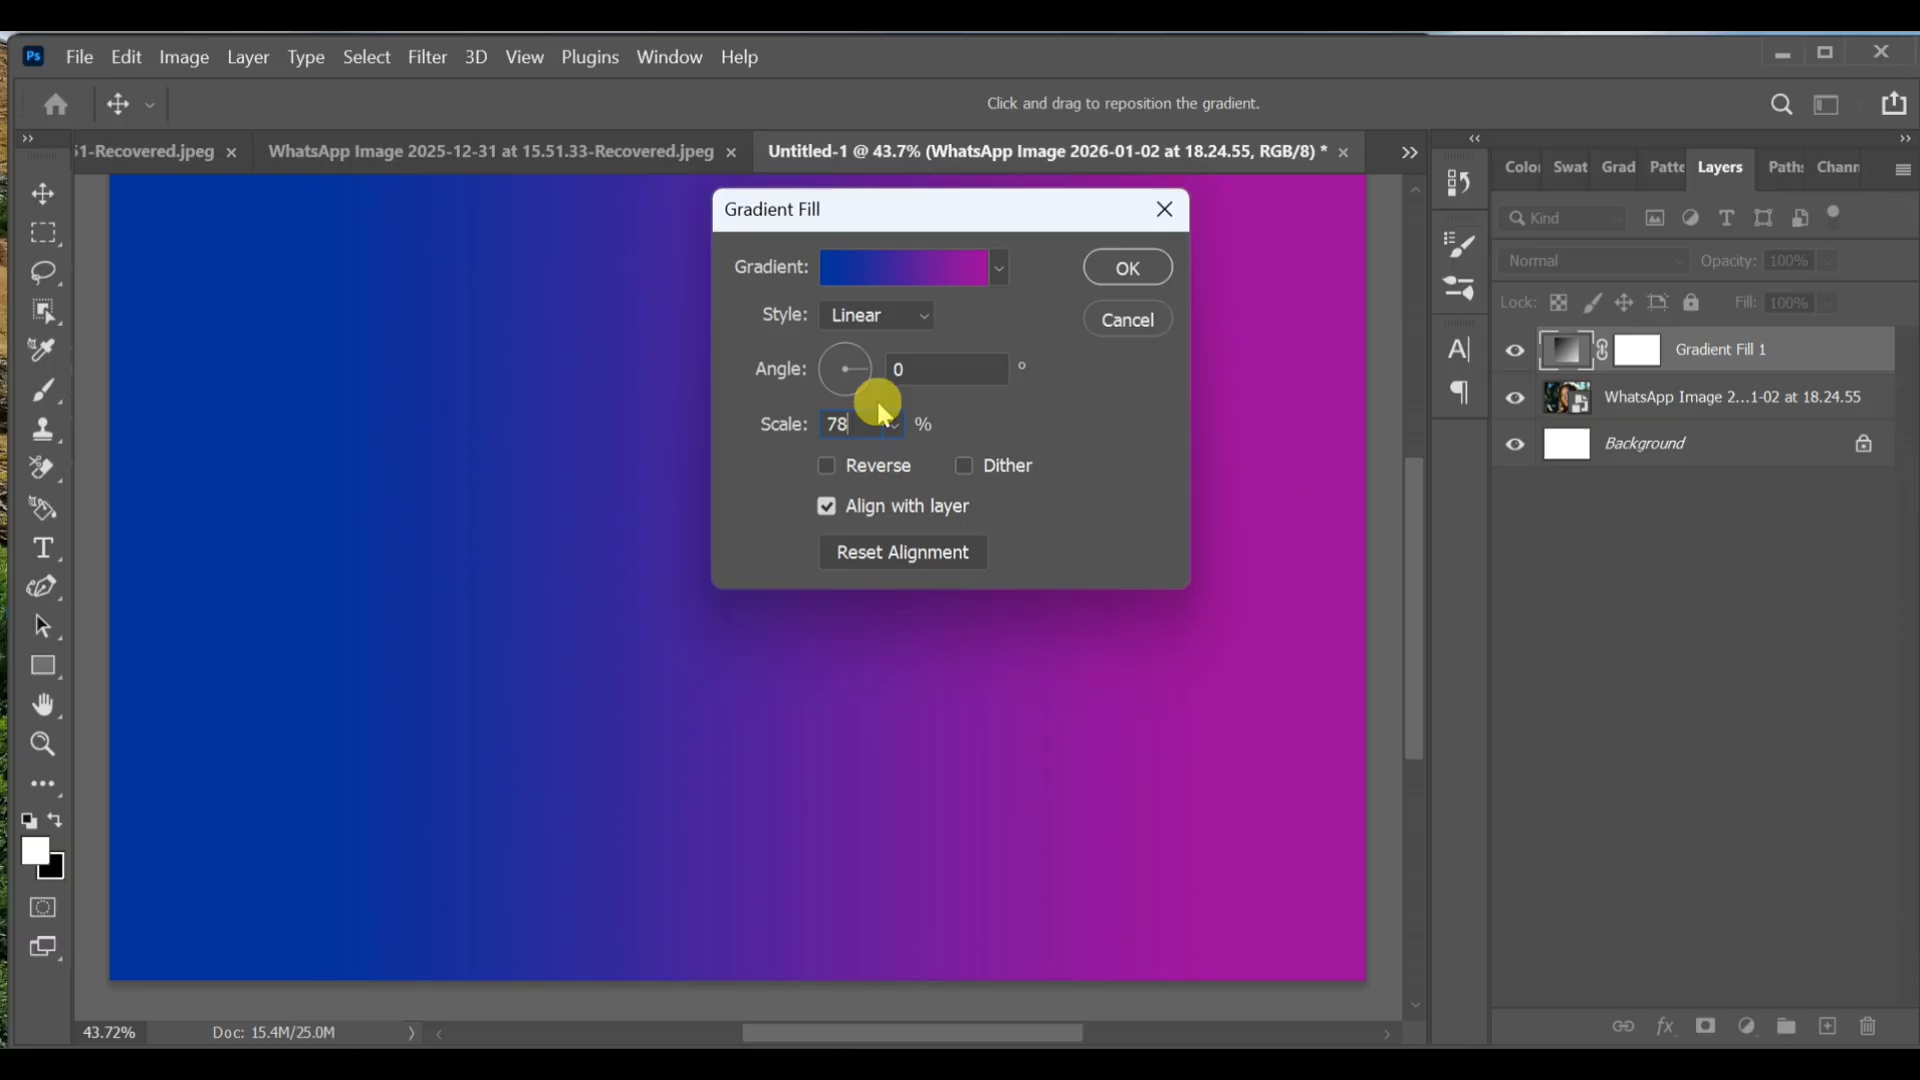 Ps File Edit Image Layer Type Select Filter 3D View Plugins Window Help
Click and drag to reposition the gradient.
51-Recovered.jpeg × WhatsApp Image 2025-12-31 at 15.51.33-Recovered.jpeg × Untitled-1 @ 43.7% (WhatsApp Image 2026-01-02 at 18.24.55, RGB/8) * ×
Gradient Fill
Gradient:
OK
Style: Linear
Cancel
Angle: 0 °
Scale: 78 %
Reverse Dither
Align with layer
Reset Alignment
Color Swat Grad Patte Layers Paths Chann
Kind
Normal Opacity: 100%
Lock: Fill: 100%
Gradient Fill 1
WhatsApp Image 2...1-02 at 18.24.55
Background
43.72% Doc: 15.4M/25.0M